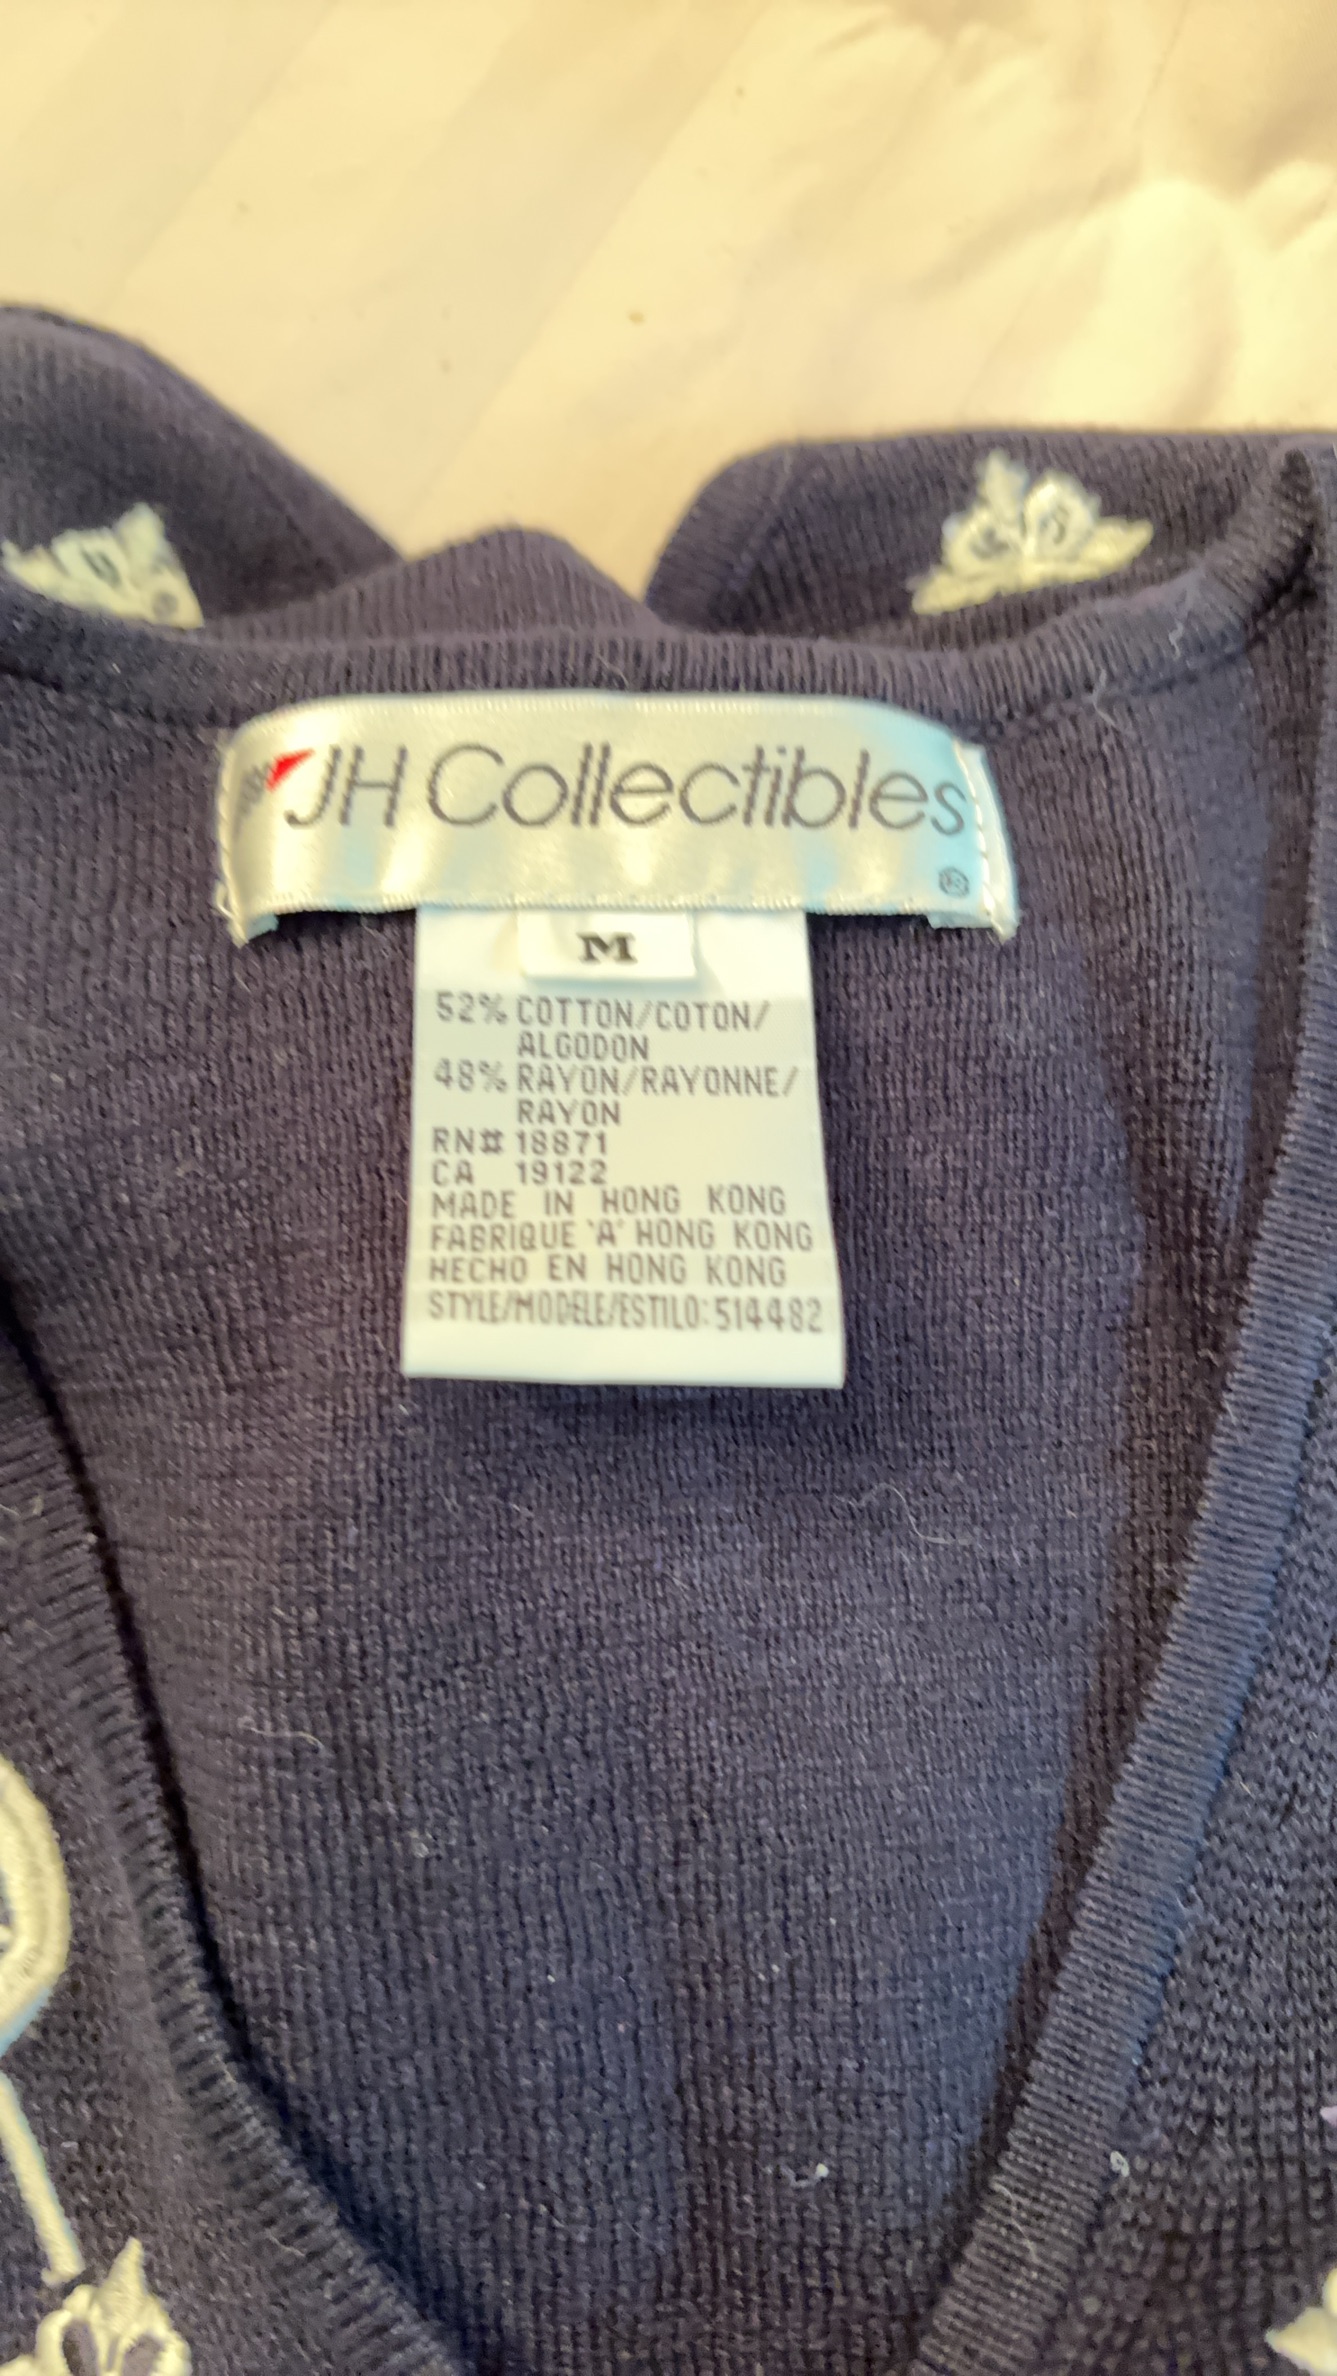 JH Collectibles
®
M
52% COTTON/COTON/
ALGODON
48% RAYON/RAYONNE/
RAYON
RN# 18871
CA 19122
MADE IN HONG KONG
FABRIQUE 'A' HONG KONG
HECHO EN HONG KONG
STYLE/MODELE/ESTILO: 514482